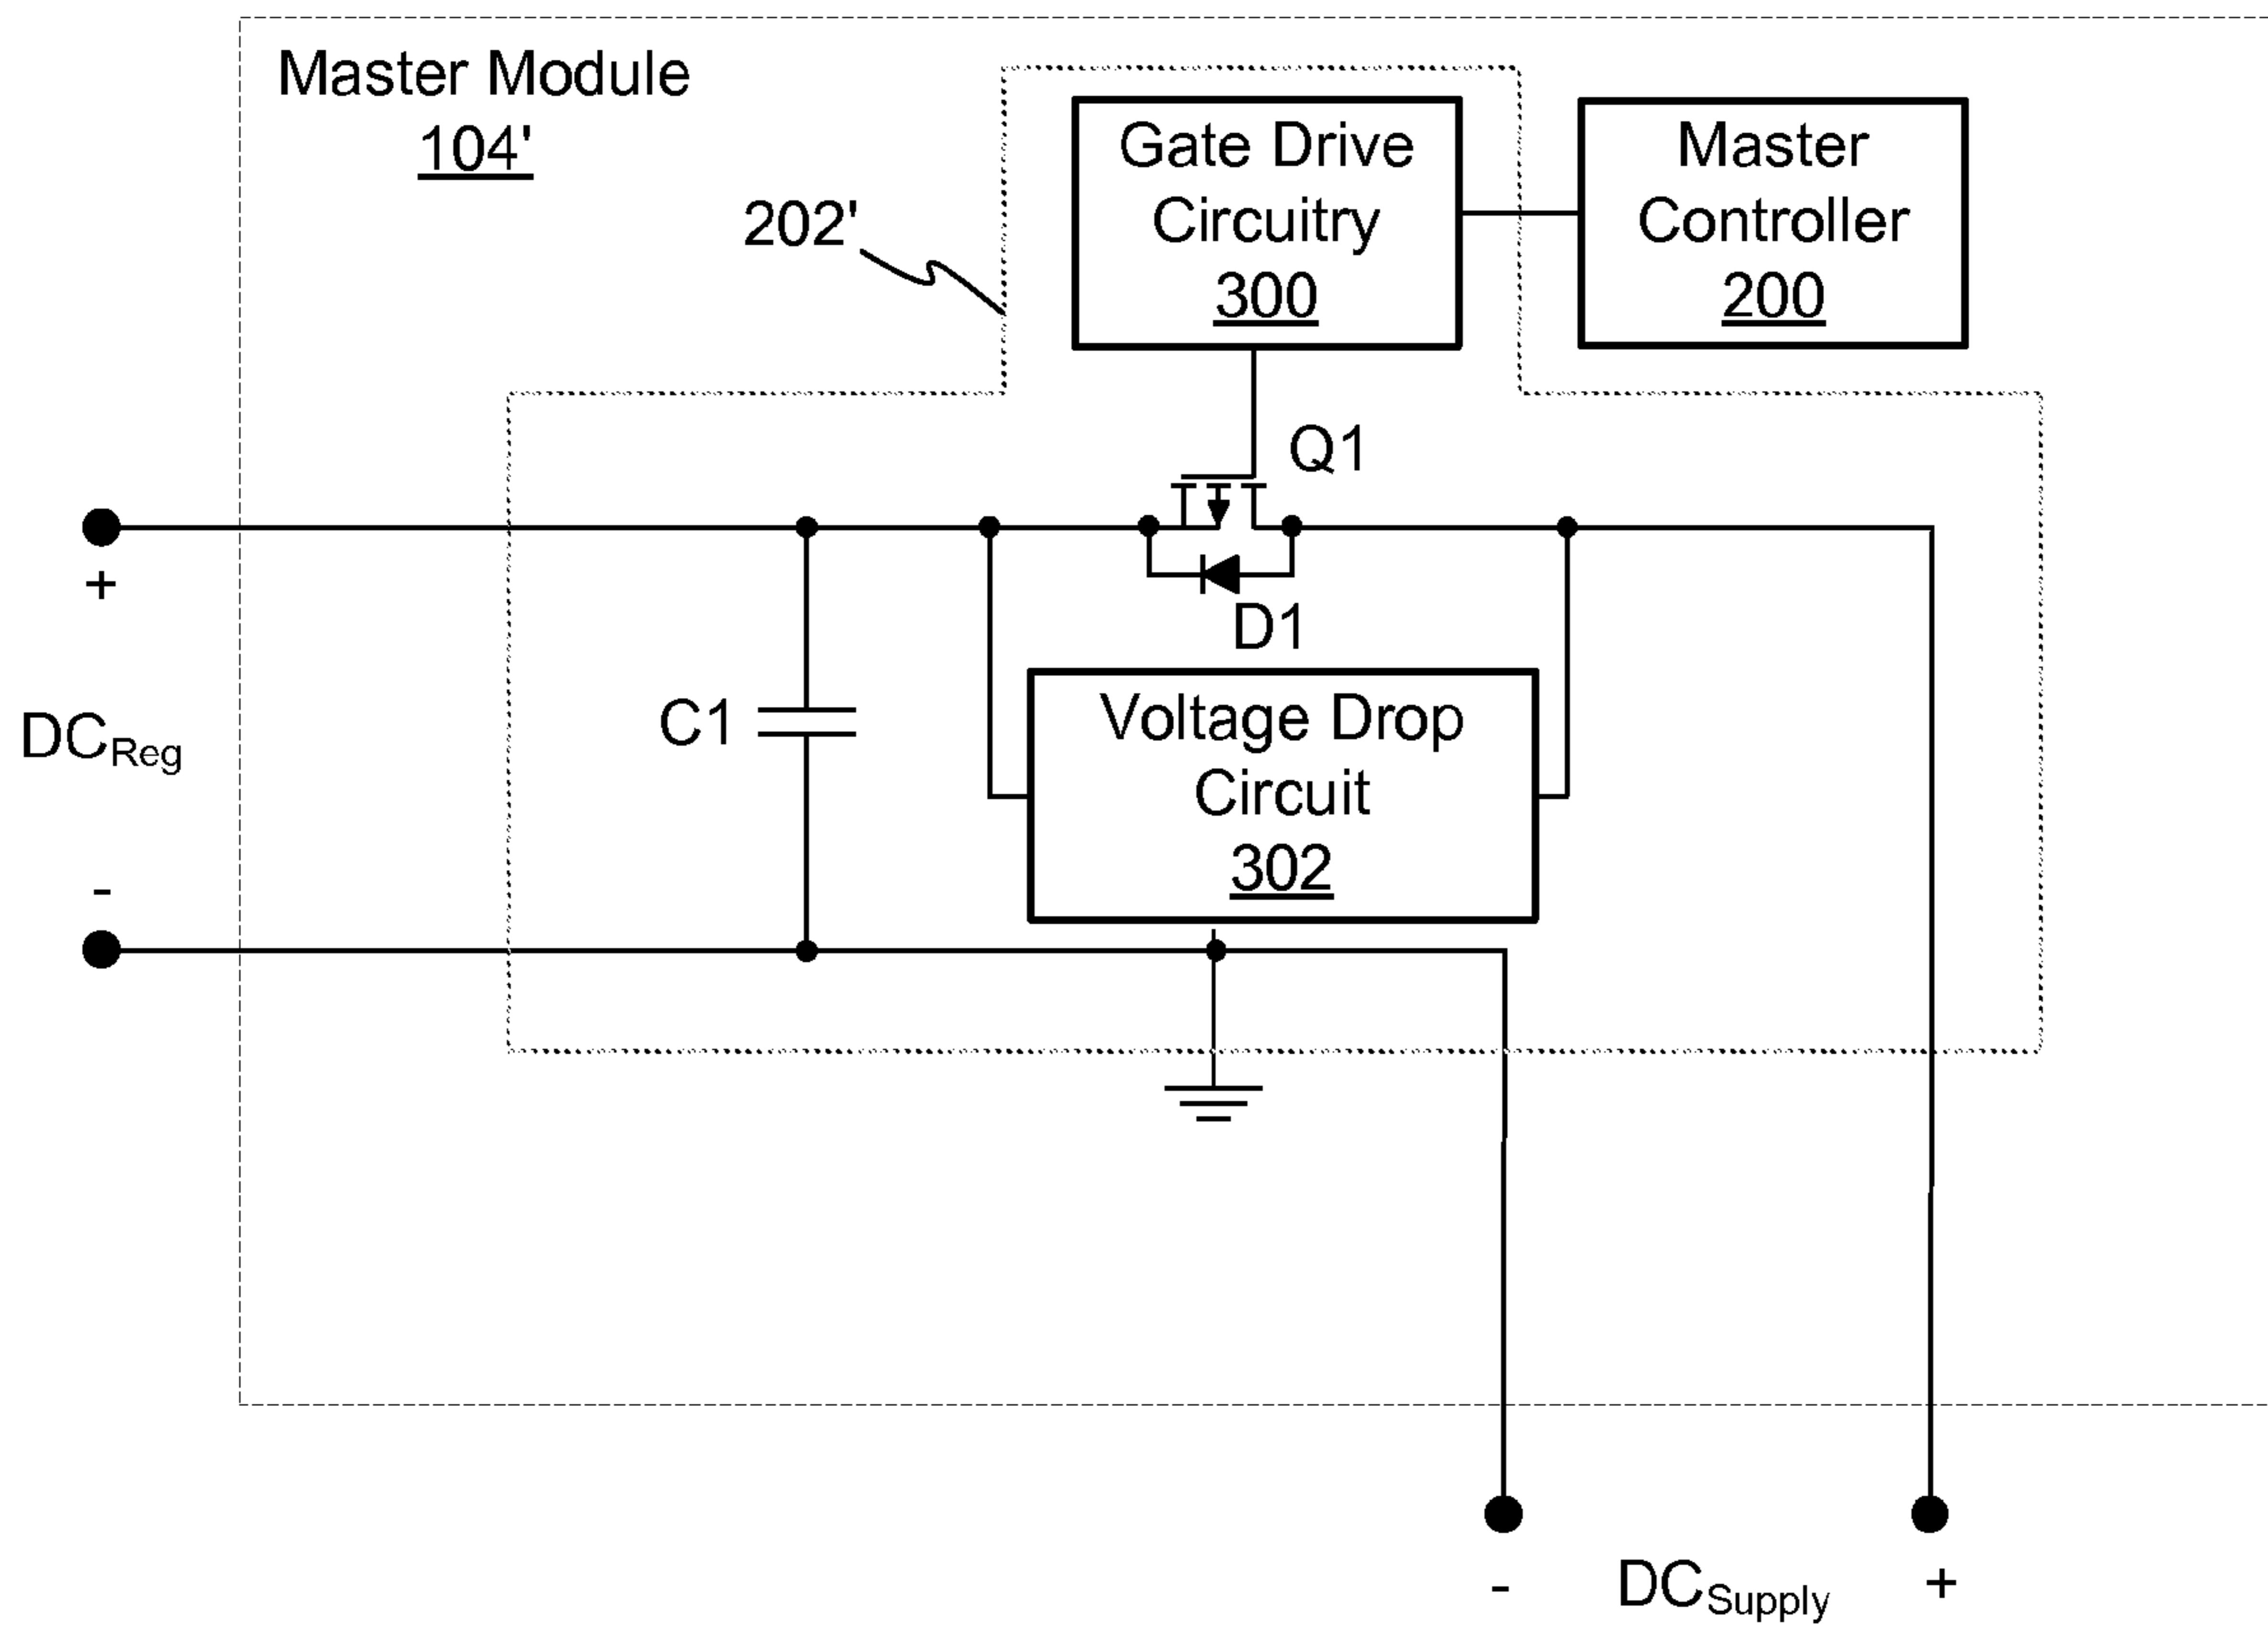 Master Module
104'
202'
Gate Drive
Circuitry
300
Master
Controller
200
Q1
+
D1
DCReg
C1
Voltage Drop
Circuit
302
-
-
DCSupply
+